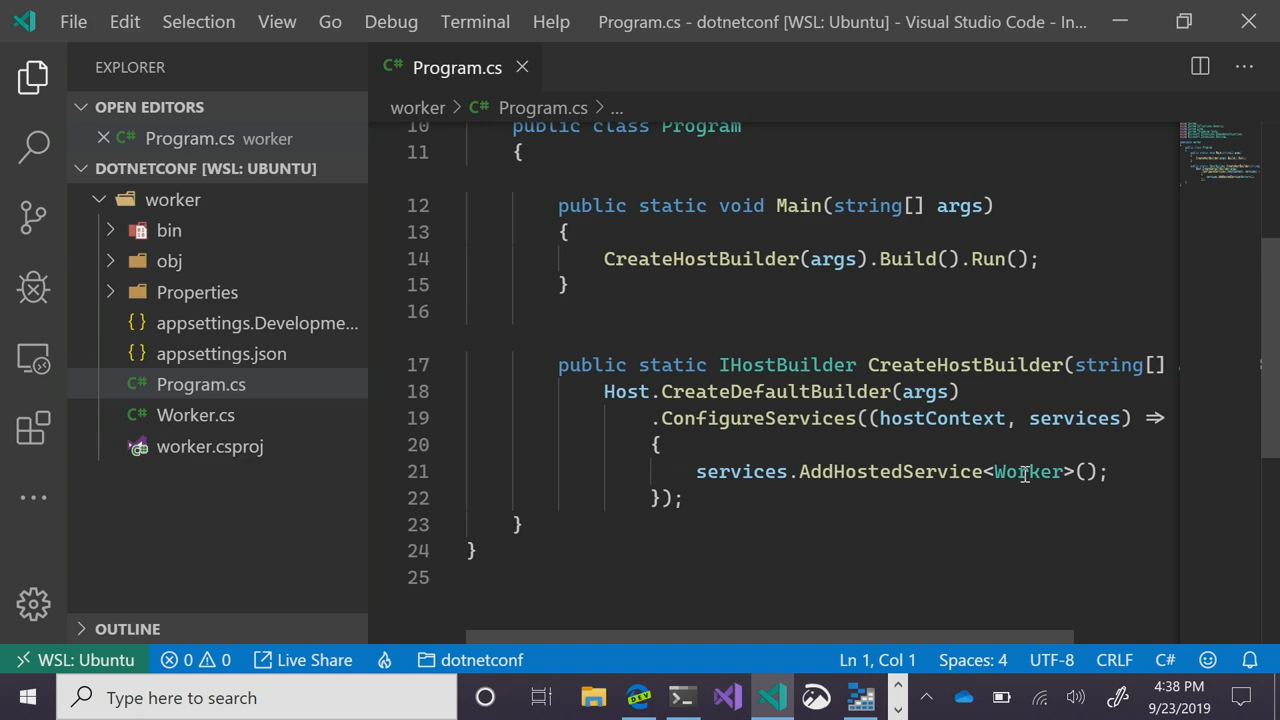 File Edit Selection View Go Debug Terminal Help Program.cs - dotnetconf [WSL: Ubuntu] - Visual Studio Code - In...
EXPLORER
OPEN EDITORS
Program.cs worker
DOTNETCONF [WSL: UBUNTU]
worker
bin
obj
Properties
appsettings.Developme...
appsettings.json
C# Program.cs
C# Worker.cs
worker.csproj
OUTLINE
C# Program.cs
worker > C# Program.cs > ...
10 public class Program
11 {
12 public static void Main(string[] args)
13 {
14 CreateHostBuilder(args).Build().Run();
15 }
16
17 public static IHostBuilder CreateHostBuilder(string[]
18 Host.CreateDefaultBuilder(args)
19 .ConfigureServices((hostContext, services) =>
20 {
21 services.AddHostedService<Worker>();
22 });
23 }
24 }
25
WSL: Ubuntu 0 0 Live Share dotnetconf Ln 1, Col 1 Spaces: 4 UTF-8 CRLF C#
Type here to search
DEV
4:38 PM
9/23/2019